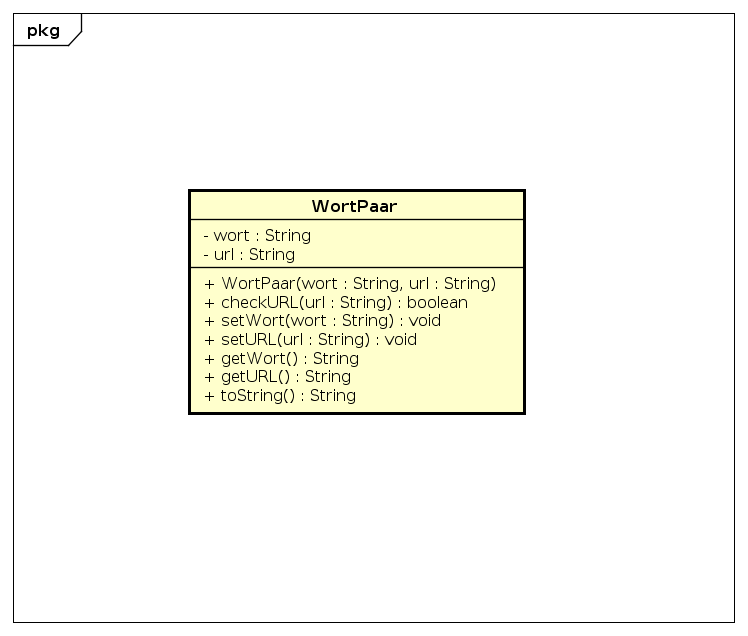 pkg
WortPaar
- wort : String
- url : String
+ WortPaar(wort : String, url : String)
+ checkURL(url : String) : boolean
+ setWort(wort : String) : void
+ setURL(url : String) : void
+ getWort() : String
+ getURL() : String
+ toString() : String